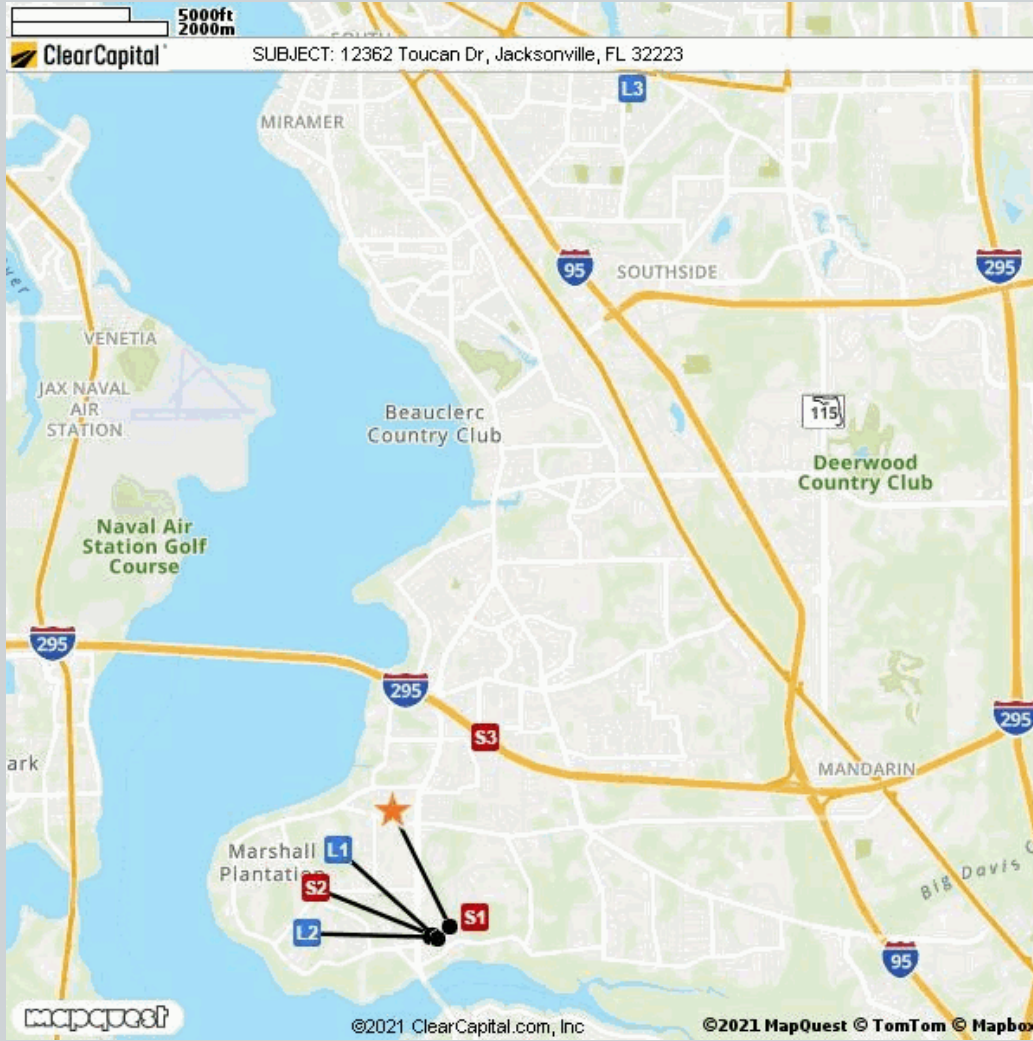 5000ft
2000m
ClearCapital
SUBJECT: 12362 Toucan Dr, Jacksonville, FL 32223
L3
MIRAMER
95
SOUTHSIDE
295
VENETIA
JAX NAVAL
AIR
STATION
Beauclerc
Country Club
115
Deerwood
Country Club
Naval Air
Station Golf
Course
295
295
295
S3
ark
MANDARIN
Marshall
Plantation
L1
S2
S1
L2
Big Davis C
95
mapquest
©2021 ClearCapital.com, Inc
©2021 MapQuest © TomTom © Mapbox